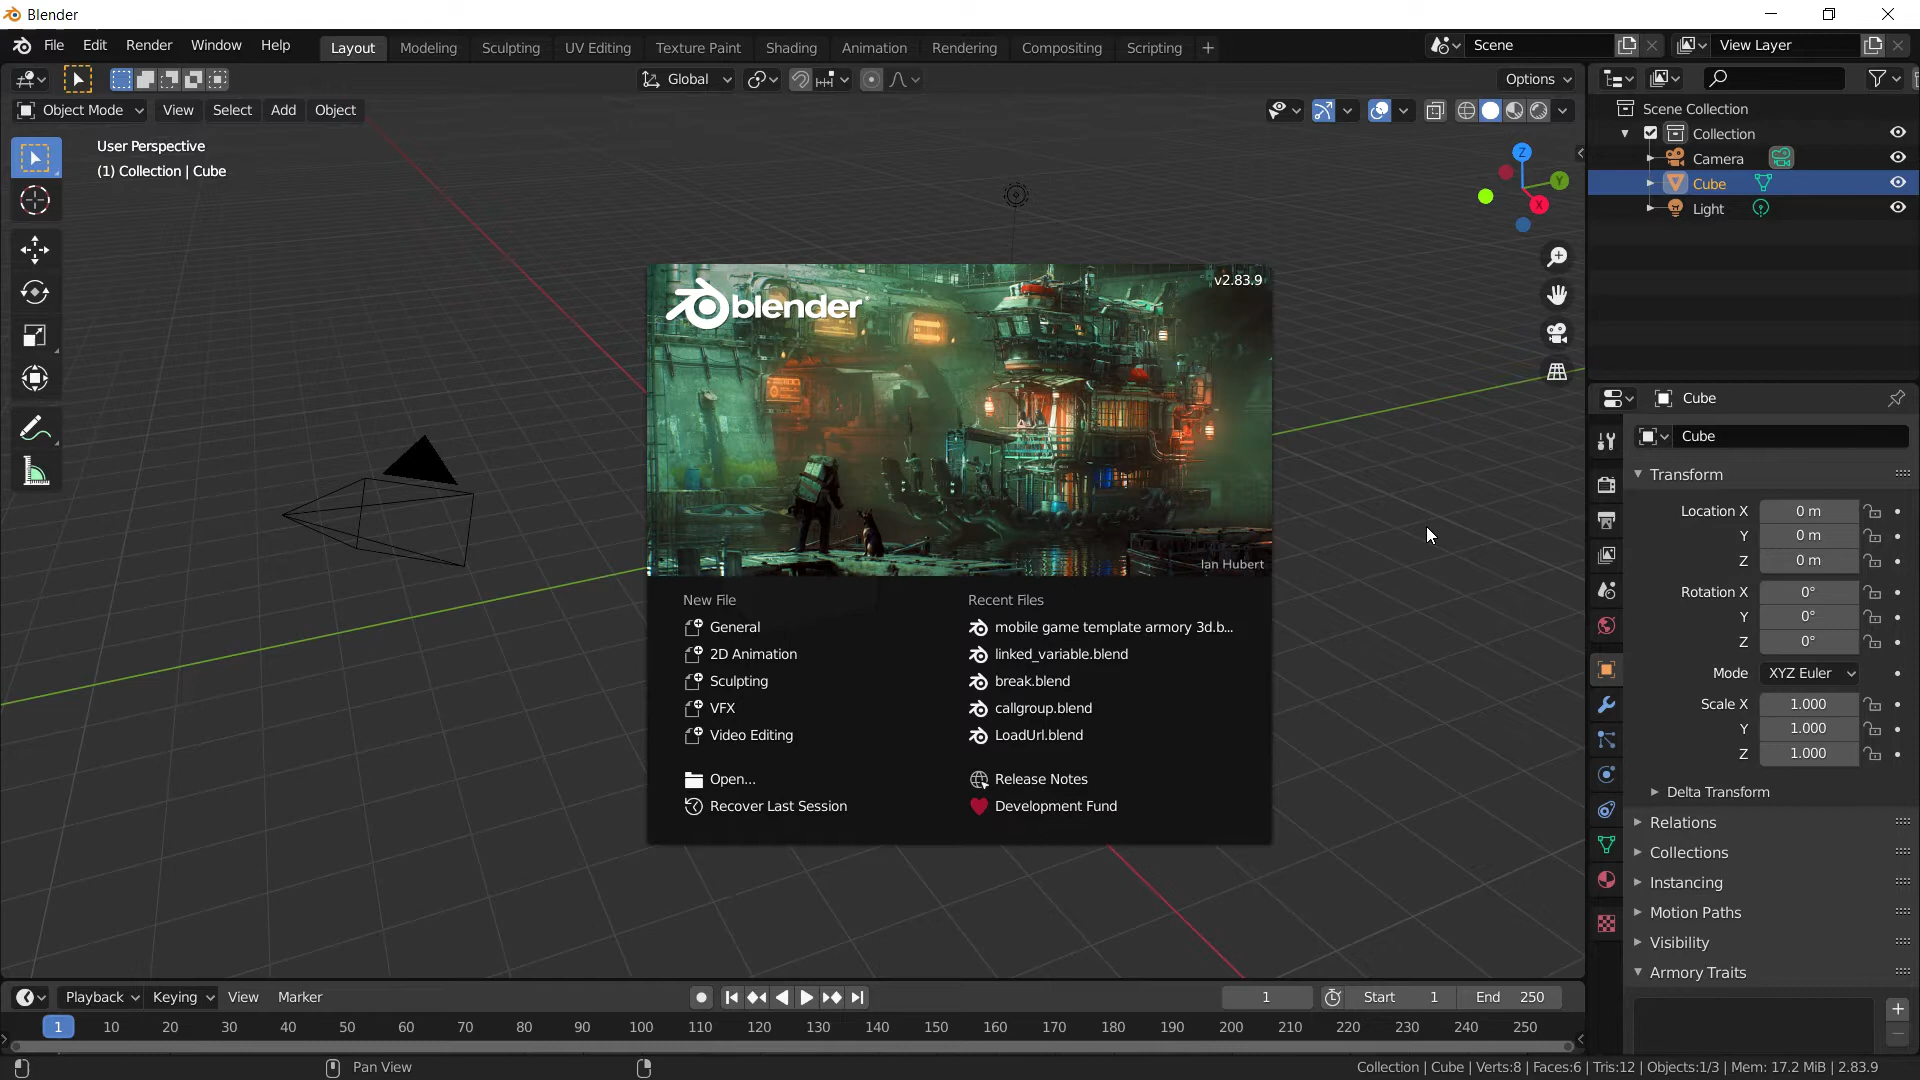 Blender
File Edit Render Window Help
Layout Modeling Sculpting UV Editing Texture Paint Shading Animation Rendering Compositing Scripting +
Scene
View Layer
Global
Options
Object Mode View Select Add Object
User Perspective
(1) Collection | Cube
Z
Y
X
Scene Collection
Collection
Camera
Cube
Light
blender
v2.83.9
Ian Hubert
New File
General
2D Animation
Sculpting
VFX
Video Editing
Open...
Recover Last Session
Recent Files
mobile game template armory 3d.b...
linked_variable.blend
break.blend
callgroup.blend
LoadUrl.blend
Release Notes
Development Fund
Cube
Cube
Transform
Location X 0 m
Y 0 m
Z 0 m
Rotation X 0°
Y 0°
Z 0°
Mode XYZ Euler
Scale X 1.000
Y 1.000
Z 1.000
Delta Transform
Relations
Collections
Instancing
Motion Paths
Visibility
Armory Traits
Playback Keying View Marker
1
Start 1
End 250
1 10 20 30 40 50 60 70 80 90 100 110 120 130 140 150 160 170 180 190 200 210 220 230 240 250
Pan View
Collection | Cube | Verts:8 | Faces:6 | Tris:12 | Objects:1/3 | Mem: 17.2 MiB | 2.83.9